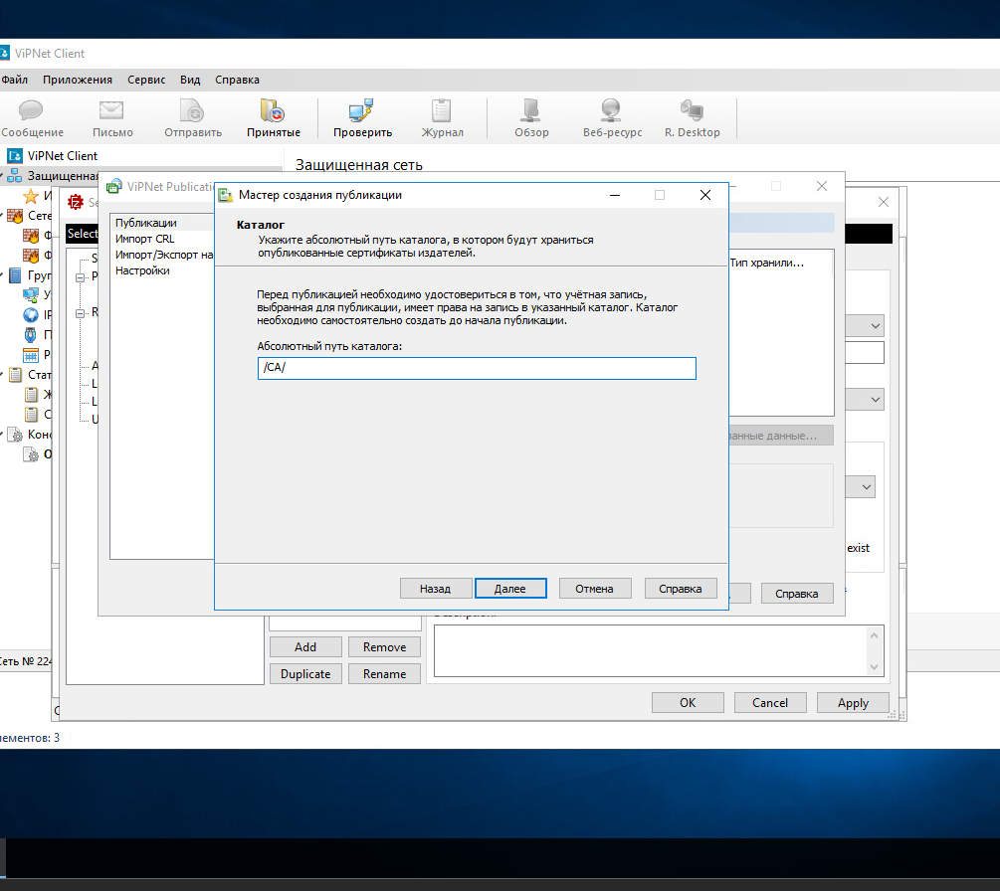 ViPNet Client
Файл Приложения Сервис Вид Справка
Сообщение Письмо Отправить Принятые Проверить Журнал Обзор Веб-ресурс R. Desktop
ViPNet Client
Защищенная сеть
Защищенная
ViPNet Publicati
Мастер создания публикации
Select
Публикации
Импорт CRL
Импорт/Экспорт на
Настройки
Каталог
Укажите абсолютный путь каталога, в котором будут храниться
опубликованные сертификаты издателей.
Тип хранили...
Перед публикацией необходимо удостовериться в том, что учётная запись,
выбранная для публикации, имеет права на запись в указанный каталог. Каталог
необходимо самостоятельно создать до начала публикации.
Абсолютный путь каталога:
/CA/
Сете
Груп
Стат
Конс
данные...
exist
Назад Далее Отмена Справка
Справка
Add Remove
Duplicate Rename
OK Cancel Apply
Сеть № 224
лементов: 3